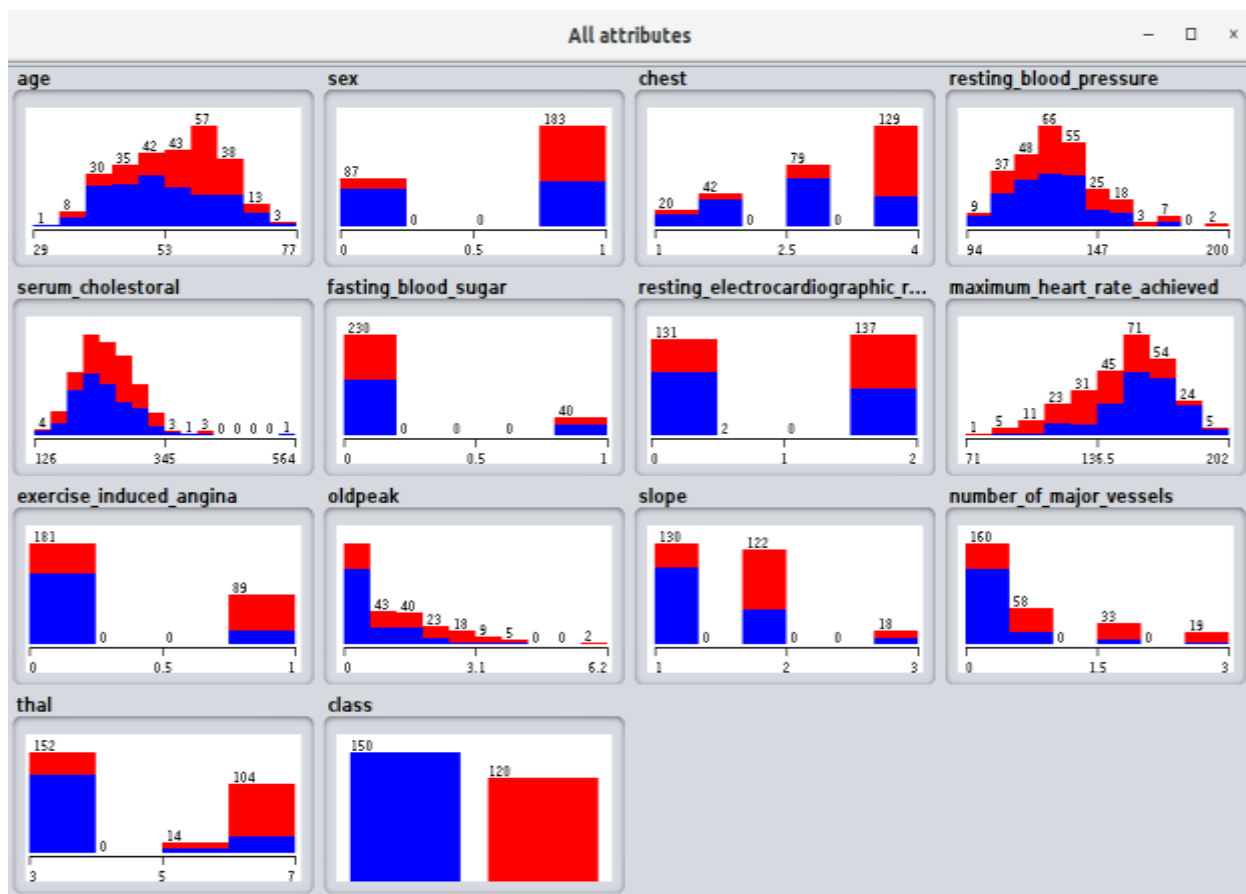 All attributes
age
sex
chest
resting_blood_pressure
1 8 30 35 42 43 57 38 13 3
29 53 77
87 0 0 183
0 0.5 1
20 42 0 79 0 129
1 2.5 4
9 37 48 66 55 25 18 3 7 0 2
94 147 200
serum_cholestoral
fasting_blood_sugar
resting_electrocardiographic_r...
maximum_heart_rate_achieved
4 3 1 3 0 0 0 0 1
126 345 564
230 0 0 0 40
0 0.5 1
131 2 0 137
0 1 2
1 5 11 23 31 45 71 54 24 5
71 136.5 202
exercise_induced_angina
oldpeak
slope
number_of_major_vessels
181 0 0 89
0 0.5 1
43 40 23 18 9 5 0 0 2
0 3.1 6.2
130 0 122 0 0 18
1 2 3
160 58 0 33 0 19
0 1.5 3
thal
class
152 0 14 104
3 5 7
150 120